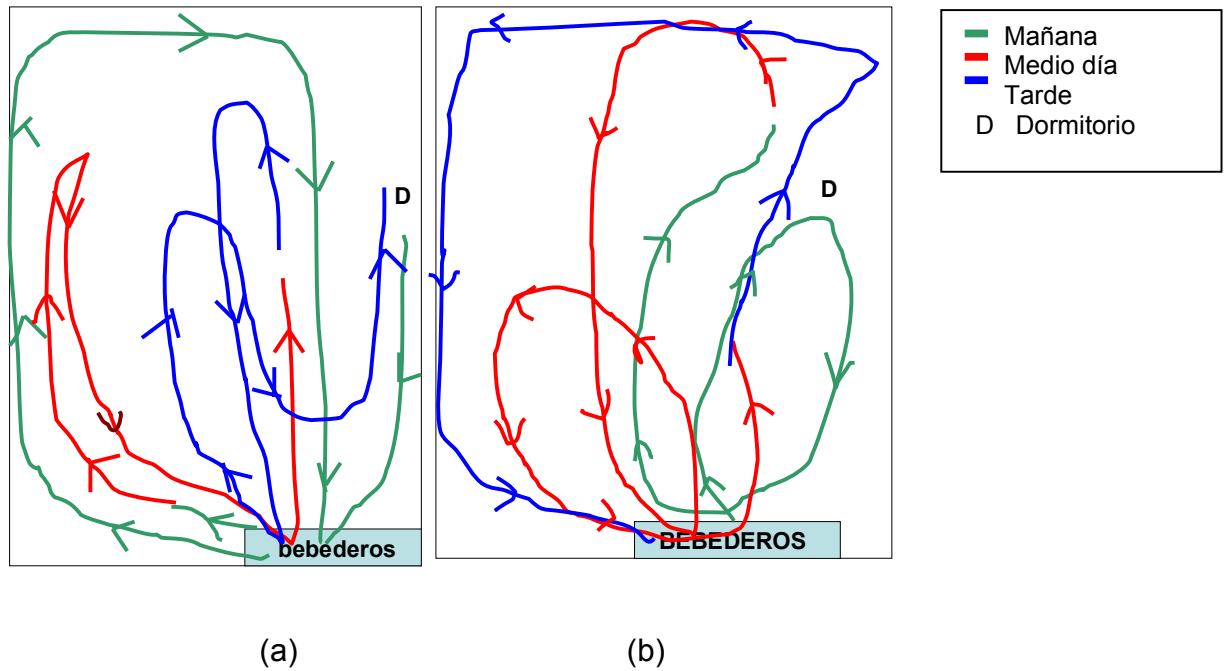 Mañana
Medio día
Tarde
D Dormitorio
D
D
bebederos
BEBEDEROS
(a)
(b)